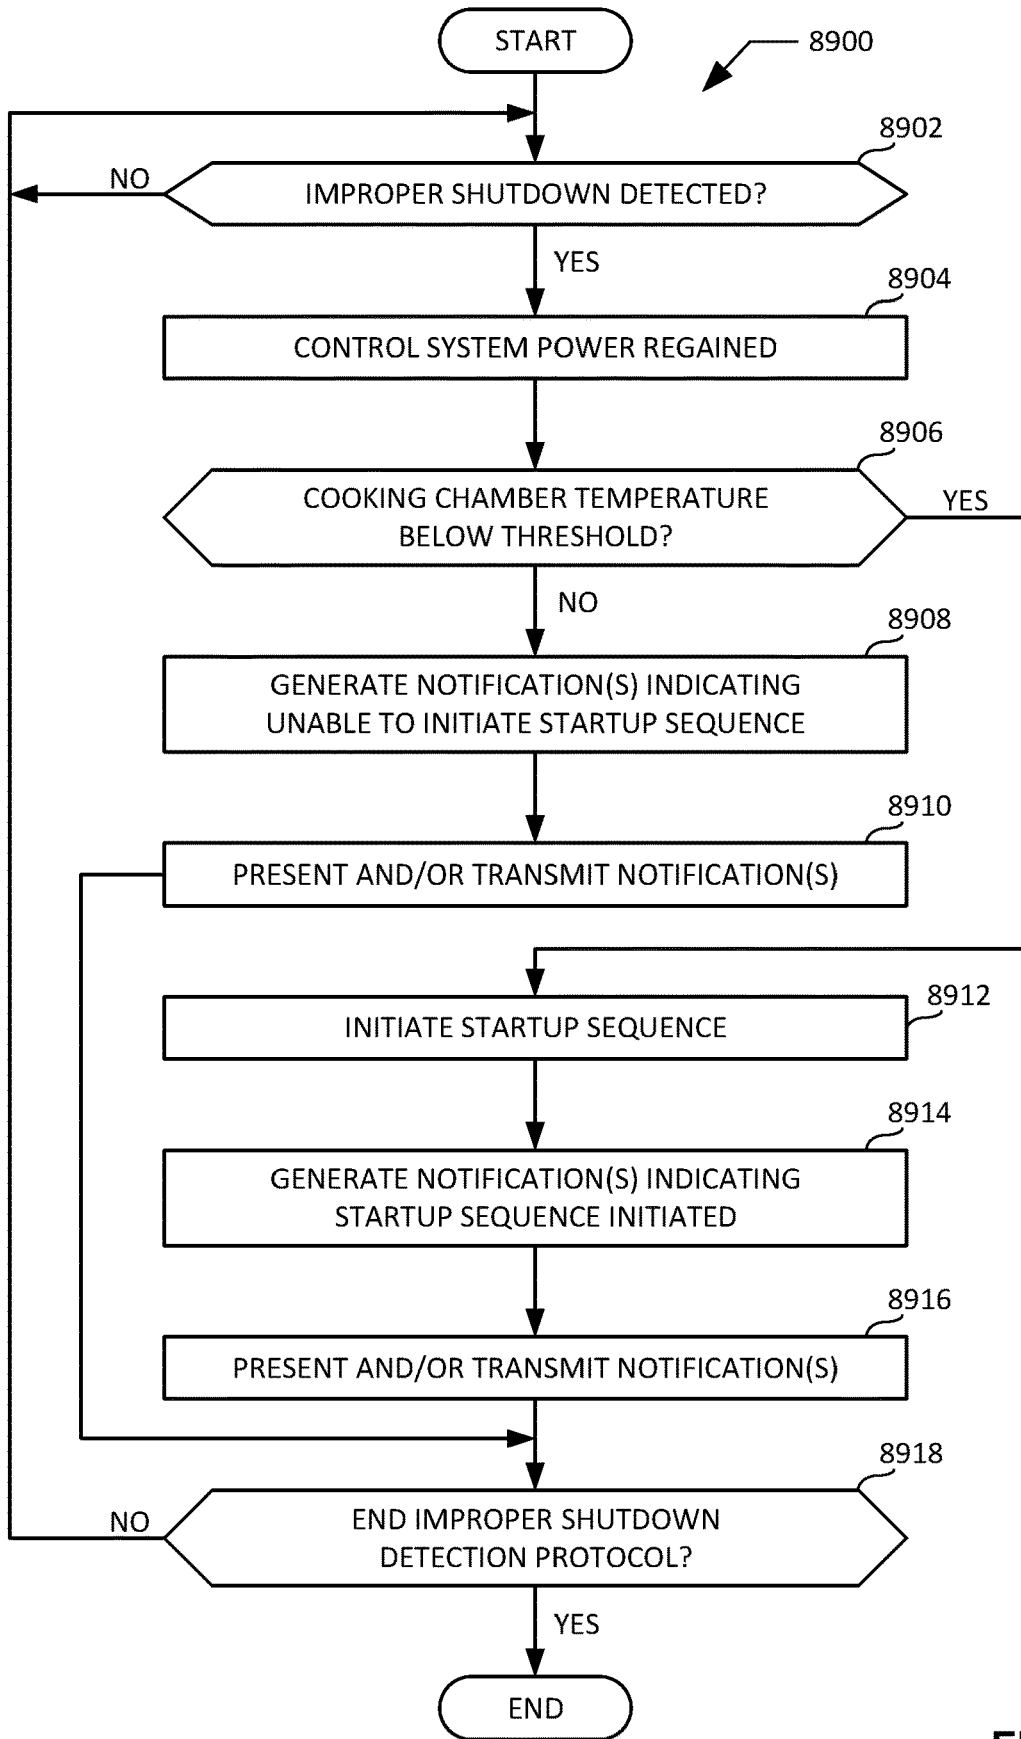 START
8900
8902
NO
IMPROPER SHUTDOWN DETECTED?
YES
8904
CONTROL SYSTEM POWER REGAINED
8906
COOKING CHAMBER TEMPERATURE
BELOW THRESHOLD?
YES
NO
8908
GENERATE NOTIFICATION(S) INDICATING
UNABLE TO INITIATE STARTUP SEQUENCE
8910
PRESENT AND/OR TRANSMIT NOTIFICATION(S)
8912
INITIATE STARTUP SEQUENCE
8914
GENERATE NOTIFICATION(S) INDICATING
STARTUP SEQUENCE INITIATED
8916
PRESENT AND/OR TRANSMIT NOTIFICATION(S)
8918
NO
END IMPROPER SHUTDOWN
DETECTION PROTOCOL?
YES
END